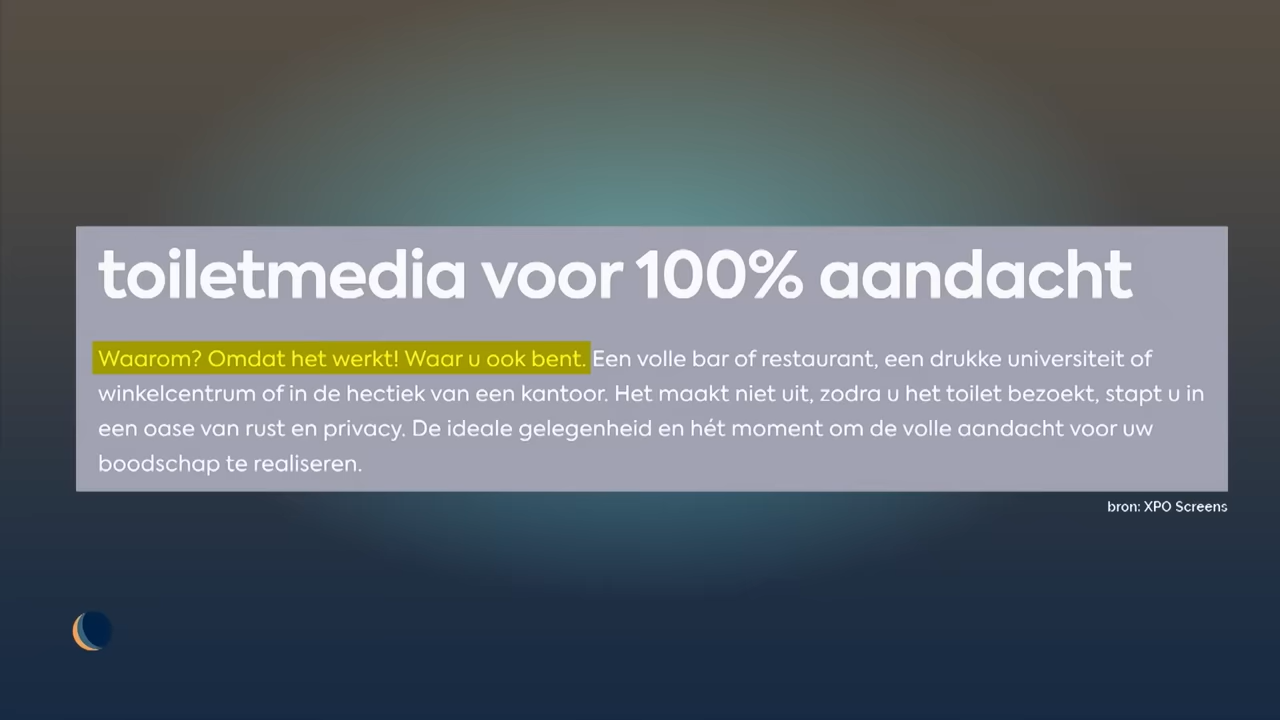 toiletmedia voor 100% aandacht
Waarom? Omdat het werkt! Waar u ook bent. Een volle bar of restaurant, een drukke universiteit of
winkelcentrum of in de hectiek van een kantoor. Het maakt niet uit, zodra u het toilet bezoekt, stapt u in
een oase van rust en privacy. De ideale gelegenheid en hét moment om de volle aandacht voor uw
boodschap te realiseren.
bron: XPO Screens